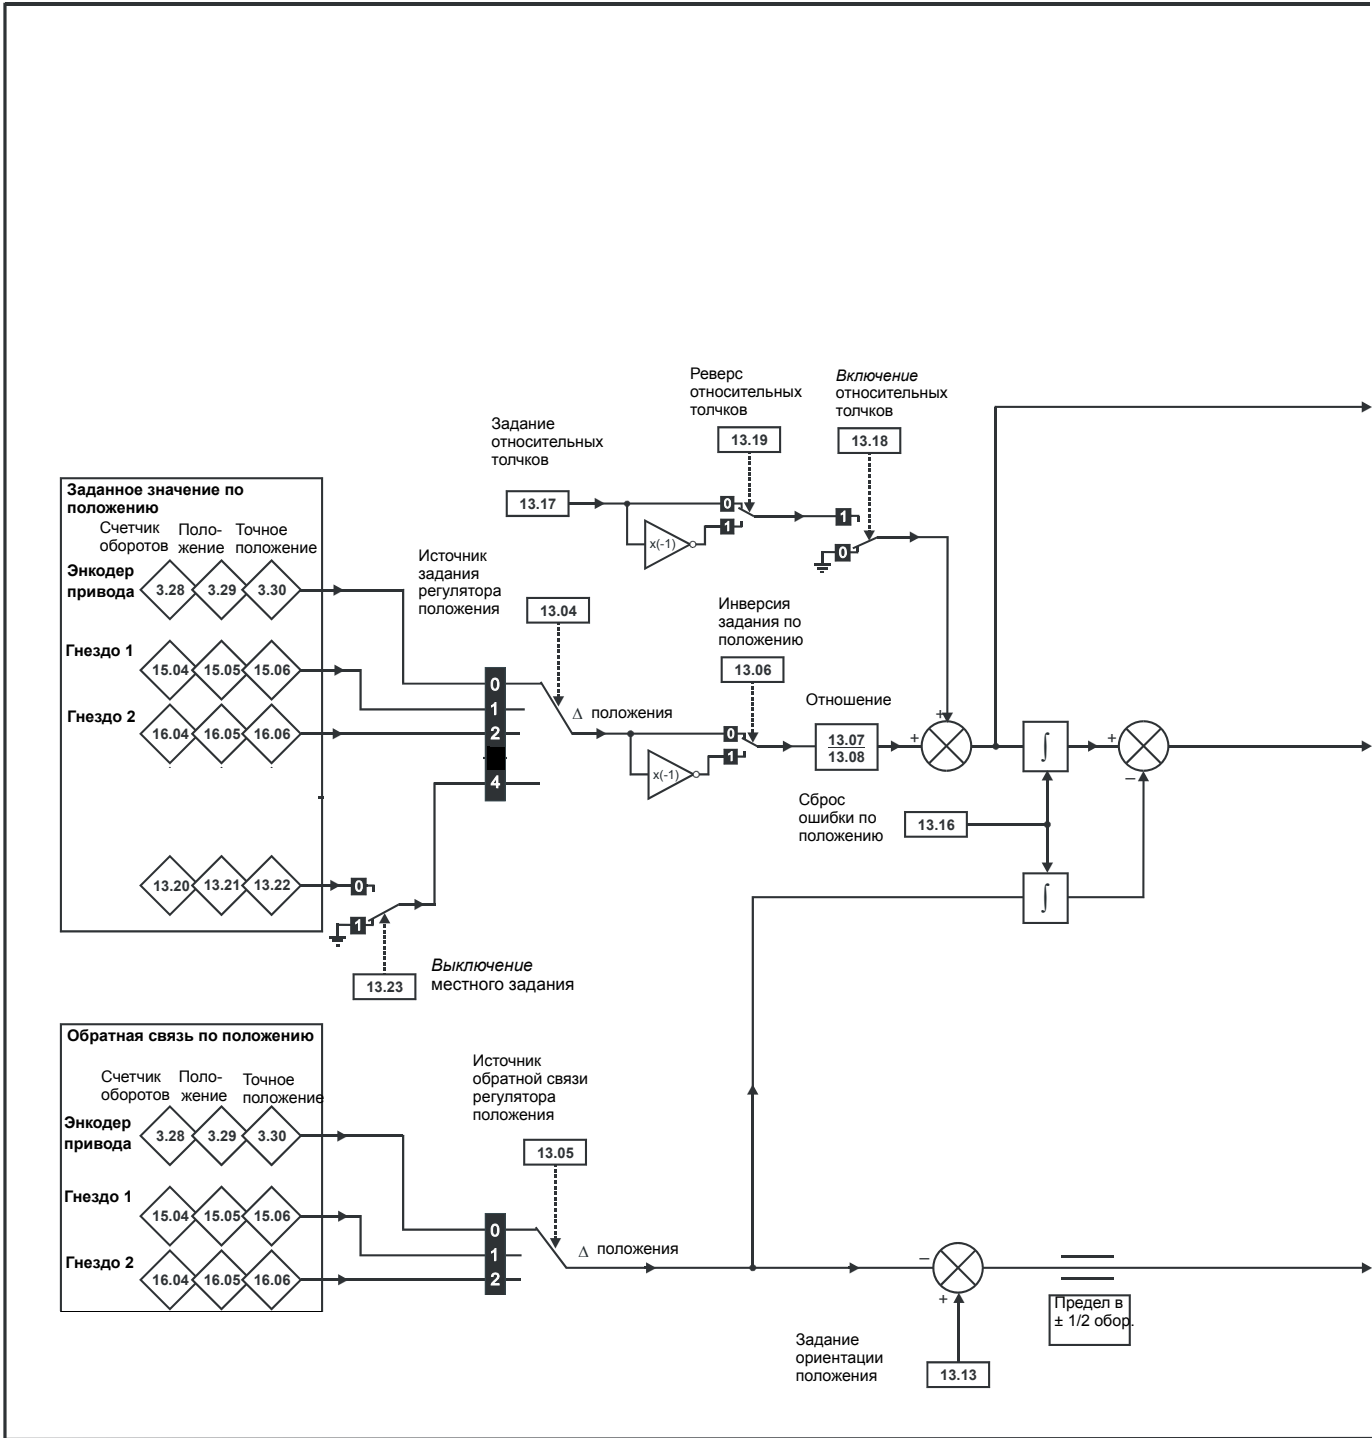 Реверс
относительных
толчков
Включение
относительных
толчков
13.19
13.18
Задание
относительных
толчков
13.17
0
1
x(-1)
1
0
Заданное значение по
положению
Счетчик
оборотов
Поло-
жение
Точное
положение
Энкодер
привода
3.28
3.29
3.30
Гнездо 1
15.04
15.05
15.06
Гнездо 2
16.04
16.05
16.06
13.20
13.21
13.22
0
1
13.23
Выключение
местного задания
Источник
задания
регулятора
положения
13.04
0
1
2
4
Δ положения
x(-1)
Инверсия
задания по
положению
13.06
0
1
Отношение
13.07
13.08
+
+
∫
+
−
Сброс
ошибки по
положению
13.16
∫
Обратная связь по положению
Счетчик
оборотов
Поло-
жение
Точное
положение
Энкодер
привода
3.28
3.29
3.30
Гнездо 1
15.04
15.05
15.06
Гнездо 2
16.04
16.05
16.06
Источник
обратной связи
регулятора
положения
13.05
0
1
2
Δ положения
−
+
Предел в
± 1/2 обор.
Задание
ориентации
положения
13.13